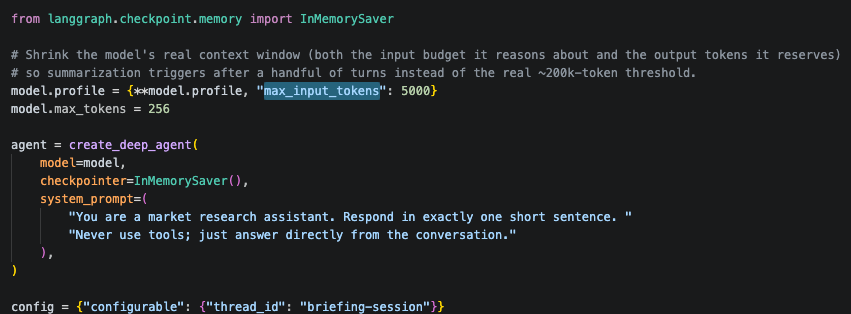 from langgraph.checkpoint.memory import InMemorySaver
# Shrink the model's real context window (both the input budget it reasons about and the output tokens it reserves)
# so summarization triggers after a handful of turns instead of the real ~200k-token threshold.
model.profile = {**model.profile, "max_input_tokens": 5000}
model.max_tokens = 256
agent = create_deep_agent(
    model=model,
    checkpointer=InMemorySaver(),
    system_prompt=(
        "You are a market research assistant. Respond in exactly one short sentence. "
        "Never use tools; just answer directly from the conversation."
    ),
)
config = {"configurable": {"thread_id": "briefing-session"}}